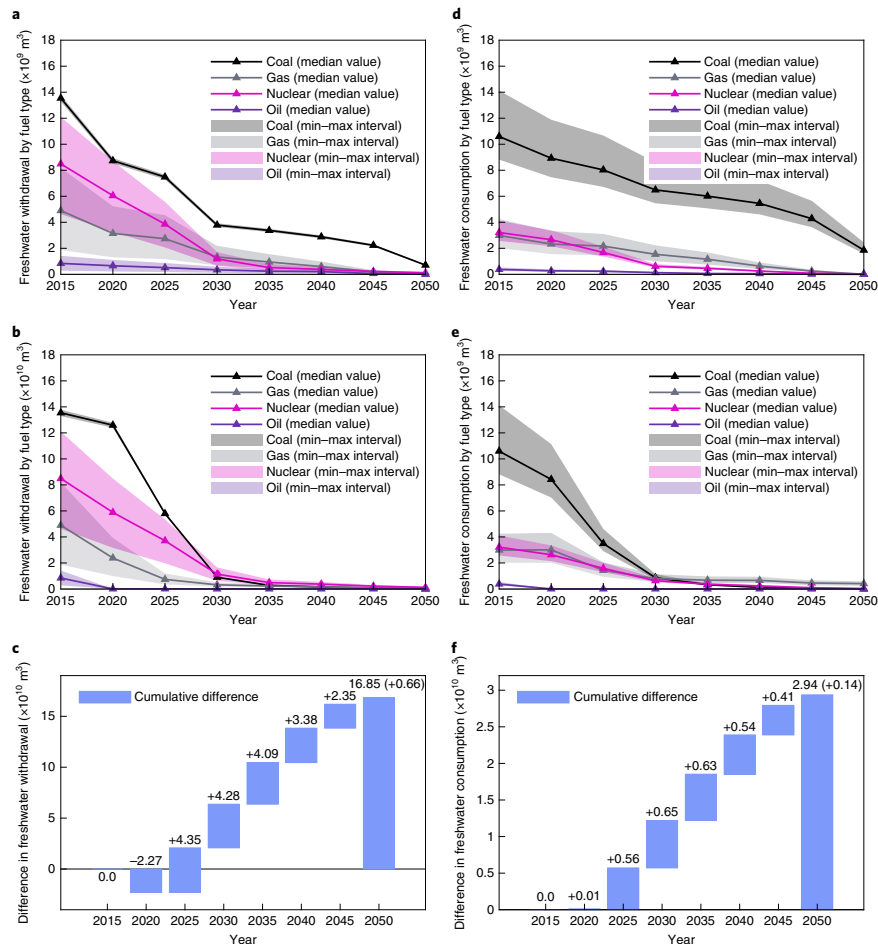 a
Freshwater withdrawal by fuel type (×10⁹ m³)
18
16
14
12
10
8
6
4
2
0
Coal (median value)
Gas (median value)
Nuclear (median value)
Oil (median value)
Coal (min–max interval)
Gas (min–max interval)
Nuclear (min–max interval)
Oil (min–max interval)
2015 2020 2025 2030 2035 2040 2045 2050
Year
d
Freshwater consumption by fuel type (×10⁹ m³)
18
16
14
12
10
8
6
4
2
0
Coal (median value)
Gas (median value)
Nuclear (median value)
Oil (median value)
Coal (min–max interval)
Gas (min–max interval)
Nuclear (min–max interval)
Oil (min–max interval)
2015 2020 2025 2030 2035 2040 2045 2050
Year
b
Freshwater withdrawal by fuel type (×10¹⁰ m³)
18
16
14
12
10
8
6
4
2
0
Coal (median value)
Gas (median value)
Nuclear (median value)
Oil (median value)
Coal (min–max interval)
Gas (min–max interval)
Nuclear (min–max interval)
Oil (min–max interval)
2015 2020 2025 2030 2035 2040 2045 2050
Year
e
Freshwater consumption by fuel type (×10⁹ m³)
18
16
14
12
10
8
6
4
2
0
Coal (median value)
Gas (median value)
Nuclear (median value)
Oil (median value)
Coal (min–max interval)
Gas (min–max interval)
Nuclear (min–max interval)
Oil (min–max interval)
2015 2020 2025 2030 2035 2040 2045 2050
Year
c
Difference in freshwater withdrawal (×10¹⁰ m³)
15
10
5
0
Cumulative difference
0.0
–2.27
+4.35
+4.28
+4.09
+3.38
+2.35
16.85 (+0.66)
2015 2020 2025 2030 2035 2040 2045 2050
Year
f
Difference in freshwater consumption (×10¹⁰ m³)
3
2.5
2
1.5
1
0.5
0
Cumulative difference
0.0
+0.01
+0.56
+0.65
+0.63
+0.54
+0.41
2.94 (+0.14)
2015 2020 2025 2030 2035 2040 2045 2050
Year